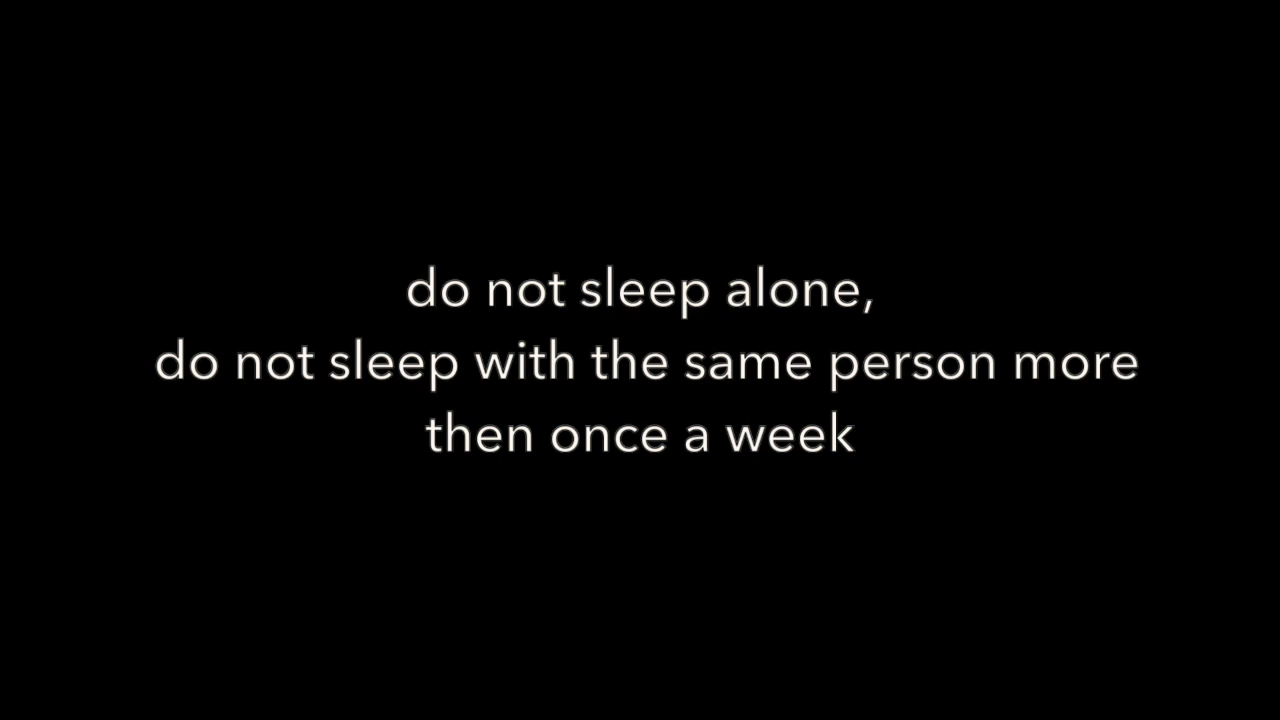 do not sleep alone,
do not sleep with the same person more
then once a week